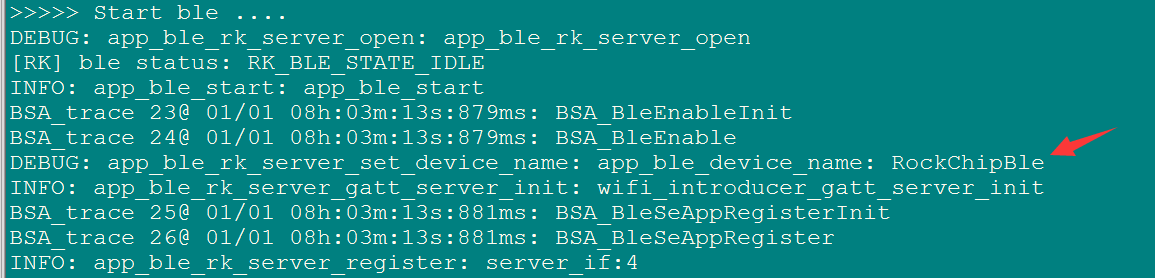 >>>>> Start ble ....
DEBUG: app_ble_rk_server_open: app_ble_rk_server_open
[RK] ble status: RK_BLE_STATE_IDLE
INFO: app_ble_start: app_ble_start
BSA_trace 23@ 01/01 08h:03m:13s:879ms: BSA_BleEnableInit
BSA_trace 24@ 01/01 08h:03m:13s:879ms: BSA_BleEnable
DEBUG: app_ble_rk_server_set_device_name: app_ble_device_name: RockChipBle
INFO: app_ble_rk_server_gatt_server_init: wifi_introducer_gatt_server_init
BSA_trace 25@ 01/01 08h:03m:13s:881ms: BSA_BleSeAppRegisterInit
BSA_trace 26@ 01/01 08h:03m:13s:881ms: BSA_BleSeAppRegister
INFO: app_ble_rk_server_register: server_if:4